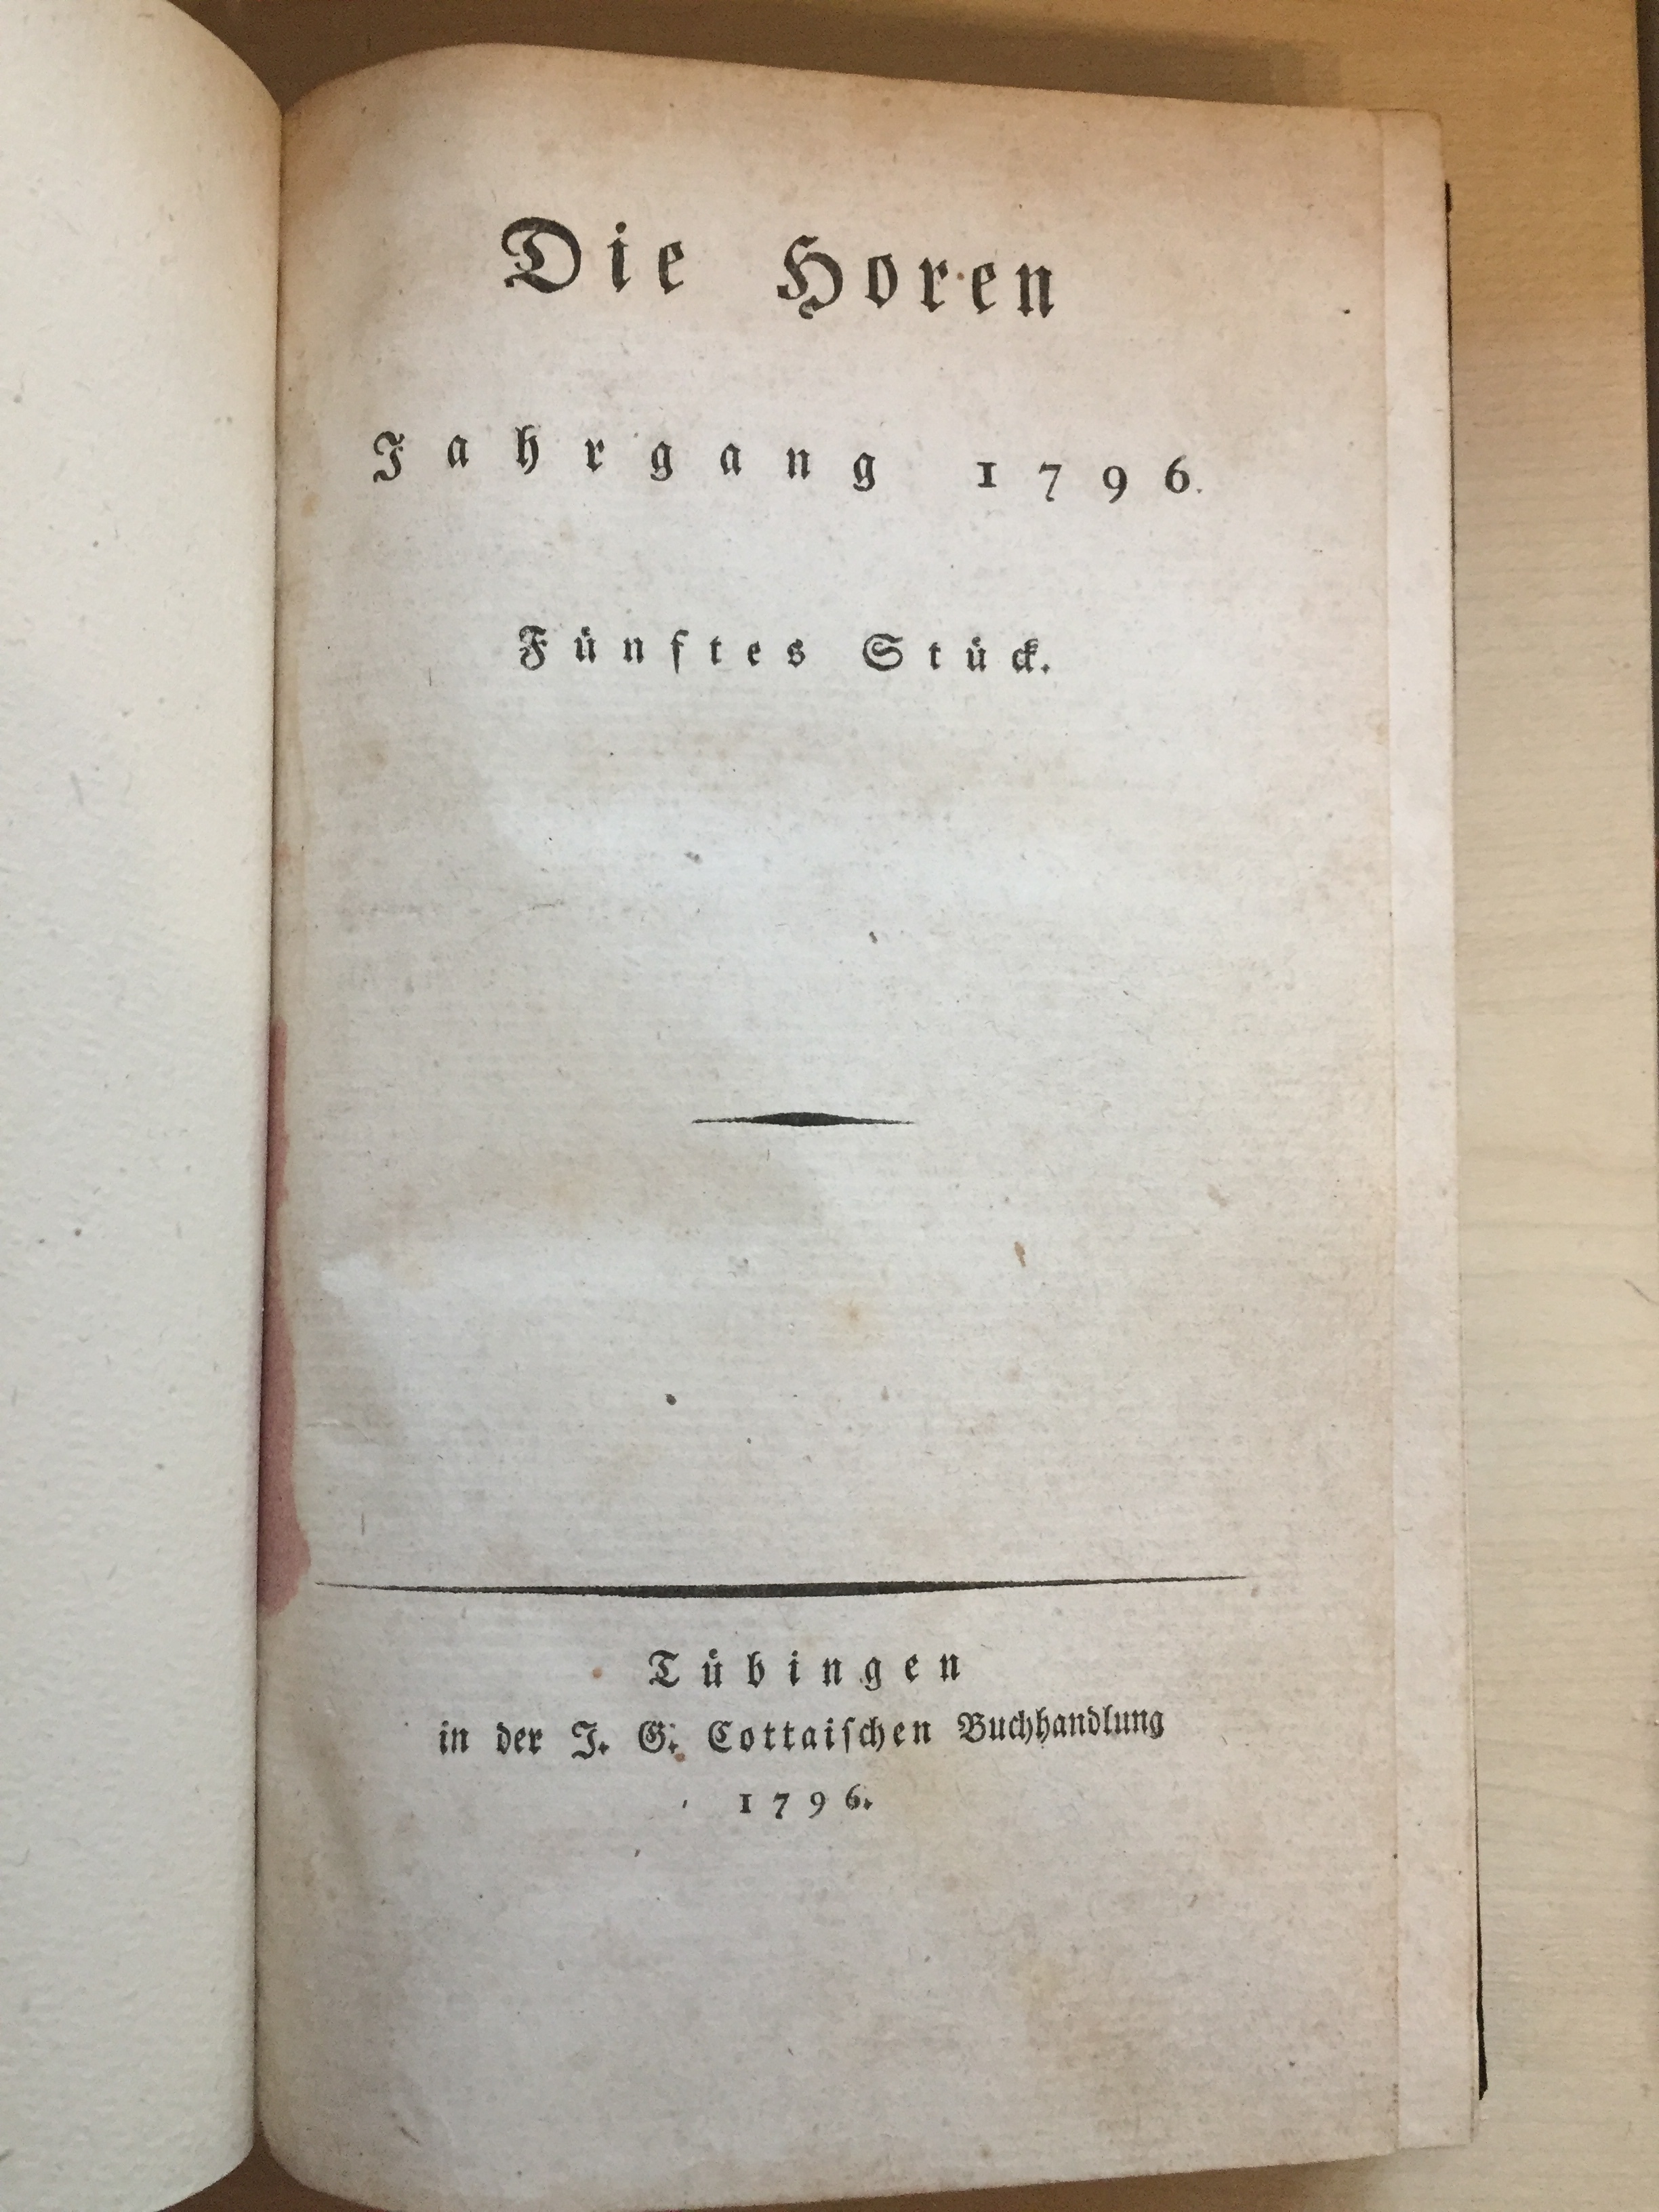 Die Horen
Jahrgang 1796.
Fünftes Stück.
Tübingen
in der J. G. Cottaiſchen Buchhandlung
1796.